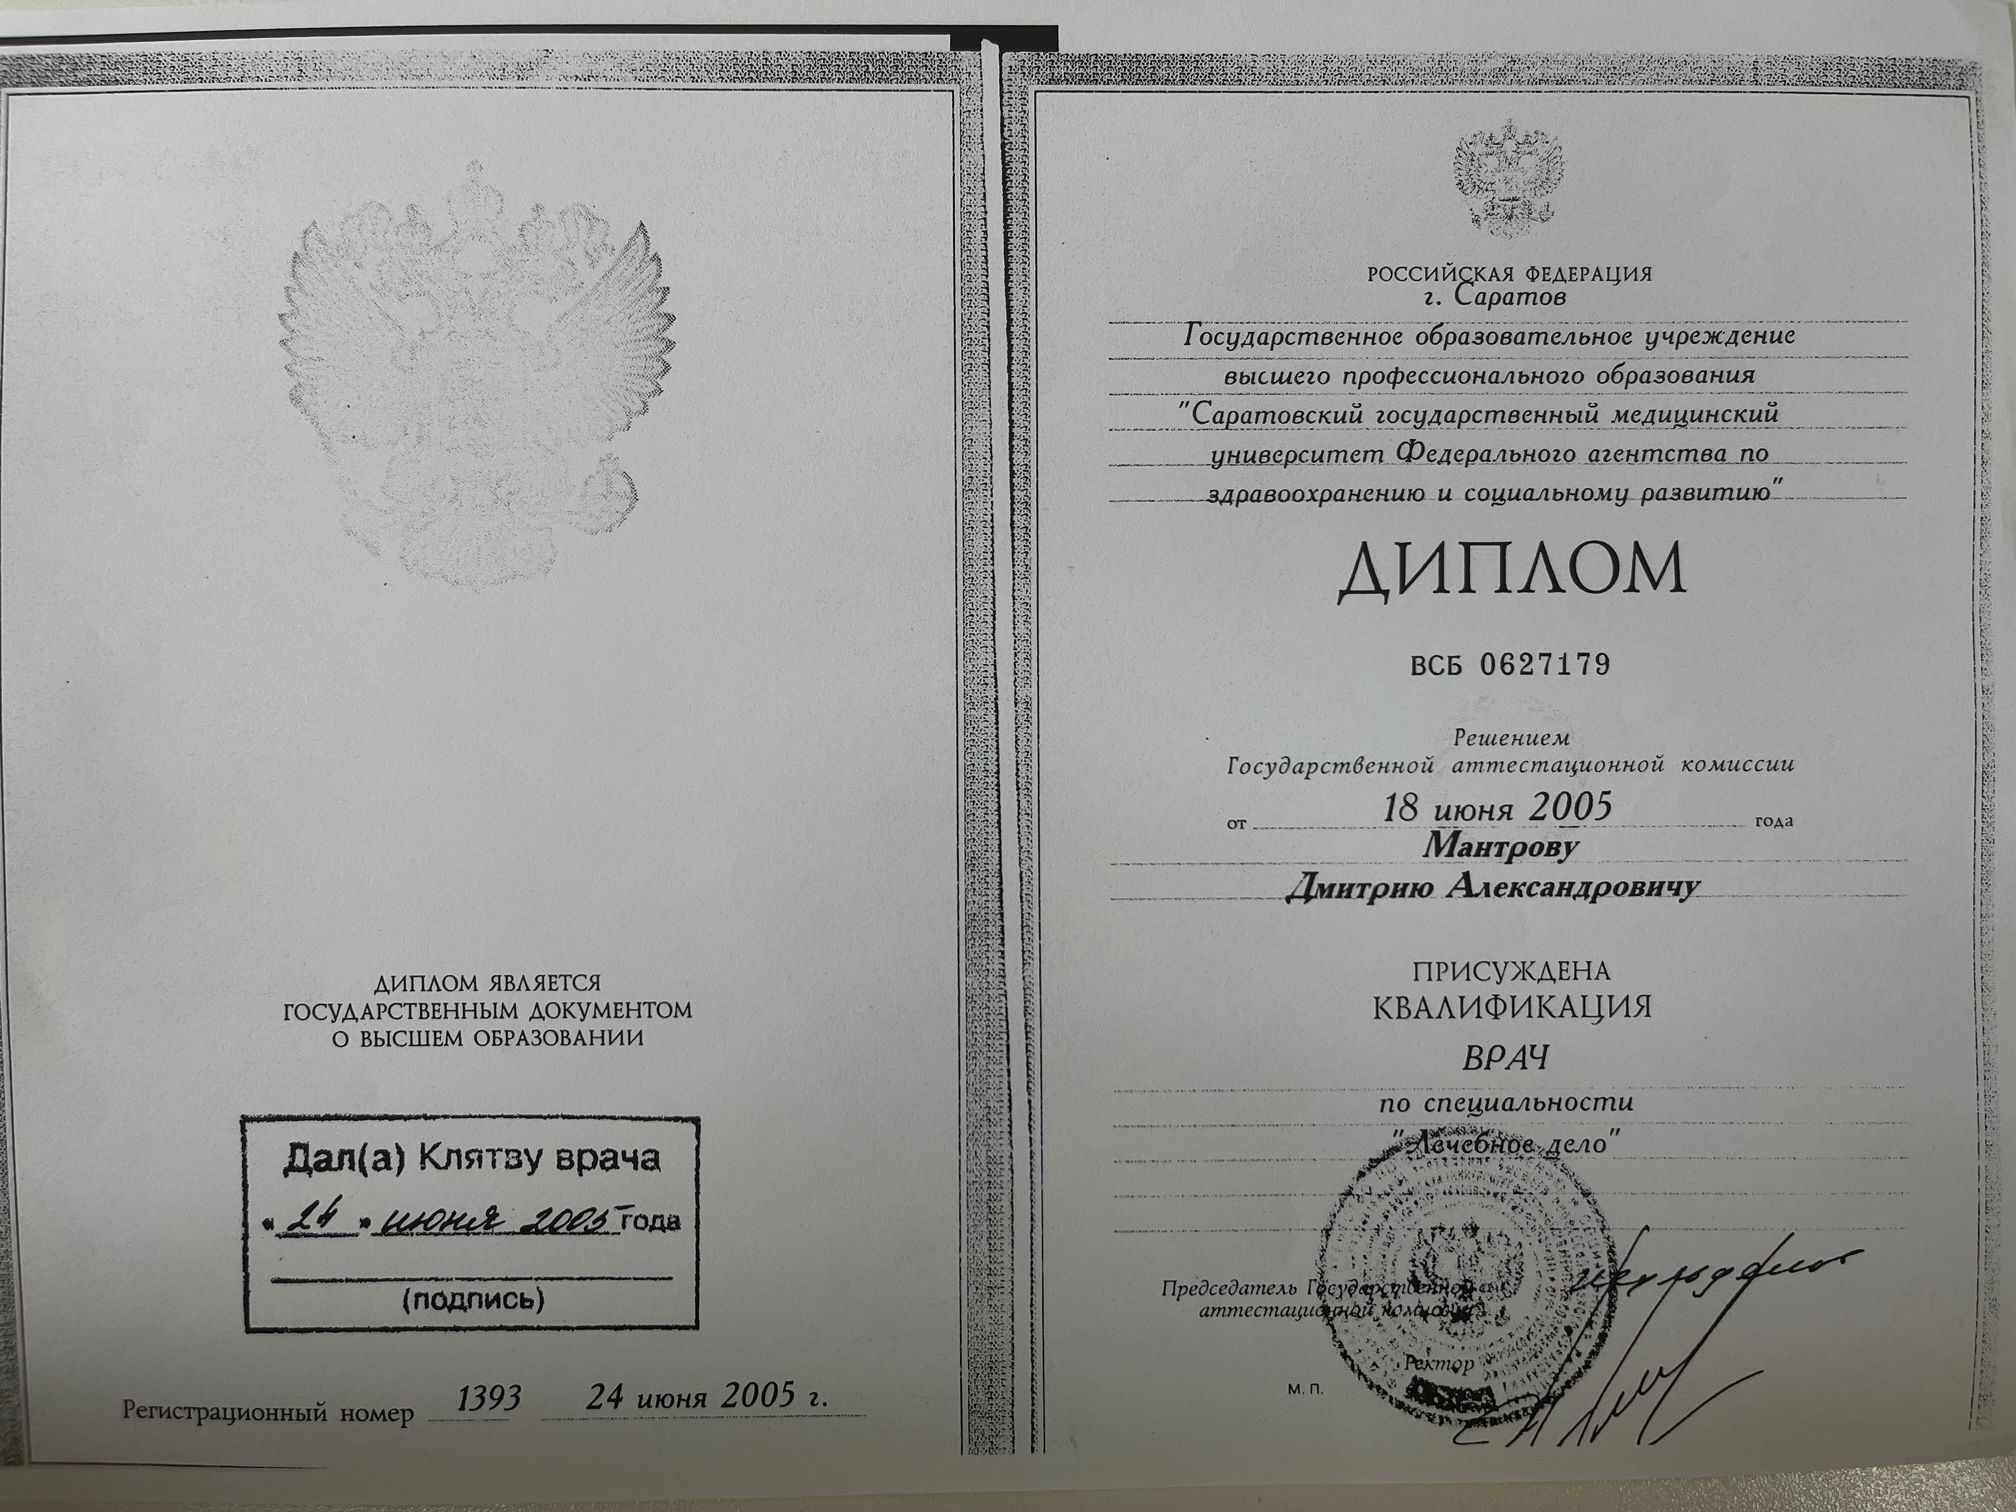 ДИПЛОМ ЯВЛЯЕТСЯ
ГОСУДАРСТВЕННЫМ ДОКУМЕНТОМ
О ВЫСШЕМ ОБРАЗОВАНИИ
Дал(а) Клятву врача
"24" июня 2005 года
(подпись)
Регистрационный номер 1393 24 июня 2005 г.
РОССИЙСКАЯ ФЕДЕРАЦИЯ
г. Саратов
Государственное образовательное учреждение
высшего профессионального образования
"Саратовский государственный медицинский
университет Федерального агентства по
здравоохранению и социальному развитию"
ДИПЛОМ
ВСБ 0627179
Решением
Государственной аттестационной комиссии
от 18 июня 2005 года
Мантрову
Дмитрию Александровичу
ПРИСУЖДЕНА
КВАЛИФИКАЦИЯ
ВРАЧ
по специальности
"Лечебное дело"
Председатель Государственной
аттестационной комиссии
Ректор
М. П.